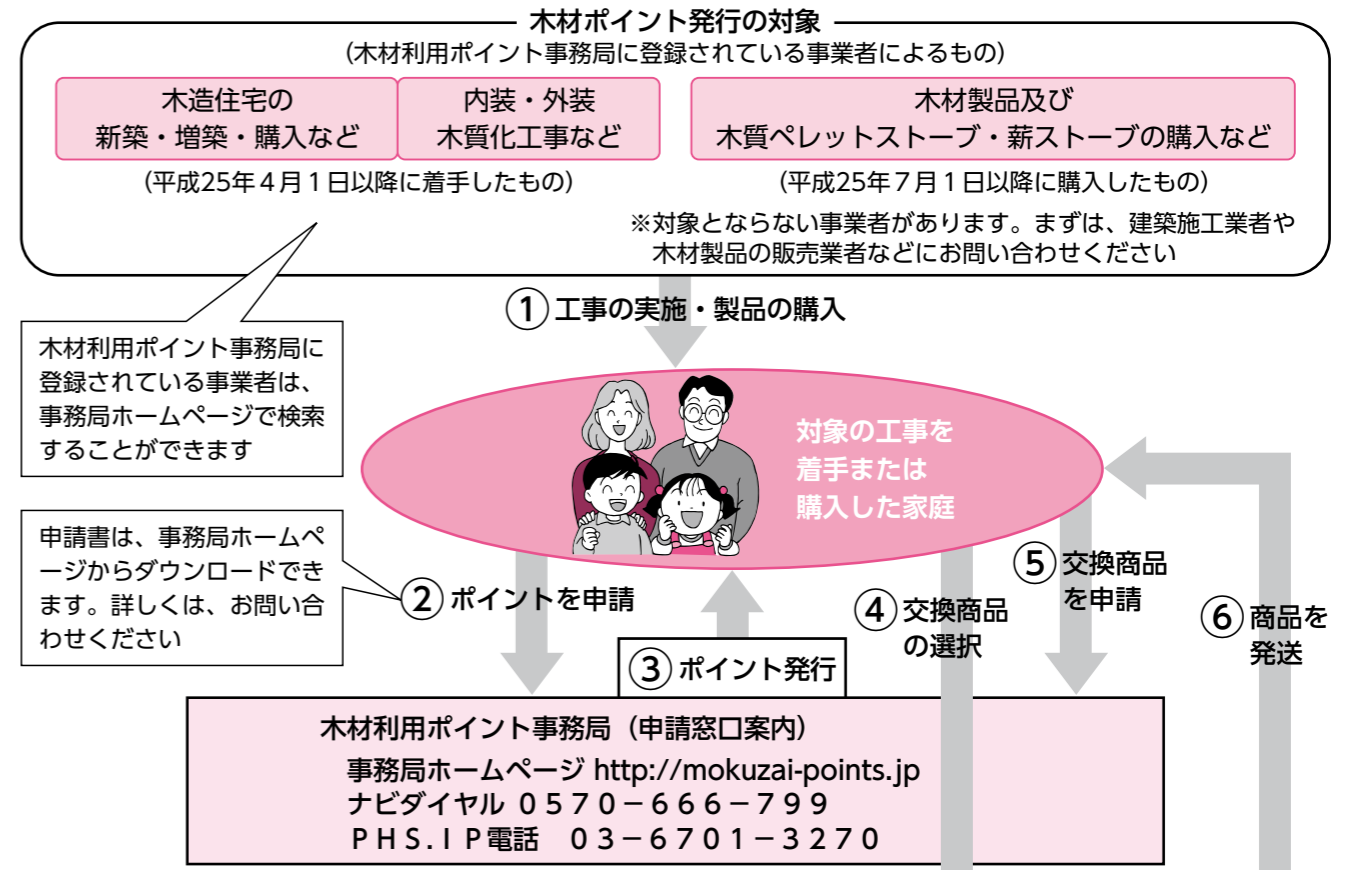 木材ポイント発行の対象
（木材利用ポイント事務局に登録されている事業者によるもの）
木造住宅の
新築・増築・購入など
内装・外装
木質化工事など
木材製品及び
木質ペレットストーブ・薪ストーブの購入など
（平成25年４月１日以降に着手したもの）
（平成25年７月１日以降に購入したもの）
※対象とならない事業者があります。まずは、建築施工業者や
木材製品の販売業者などにお問い合わせください
①工事の実施・製品の購入
木材利用ポイント事務局に
登録されている事業者は、
事務局ホームページで検索
することができます
対象の工事を
着手または
購入した家庭
申請書は、事務局ホームペ
ージからダウンロードでき
ます。詳しくは、お問い合
わせください
②ポイントを申請
③ポイント発行
④交換商品
の選択
⑤交換商品
を申請
⑥商品を
発送
木材利用ポイント事務局（申請窓口案内）
事務局ホームページ http://mokuzai-points.jp
ナビダイヤル ０５７０－６６６－７９９
ＰＨＳ.ＩＰ電話　０３－６７０１－３２７０